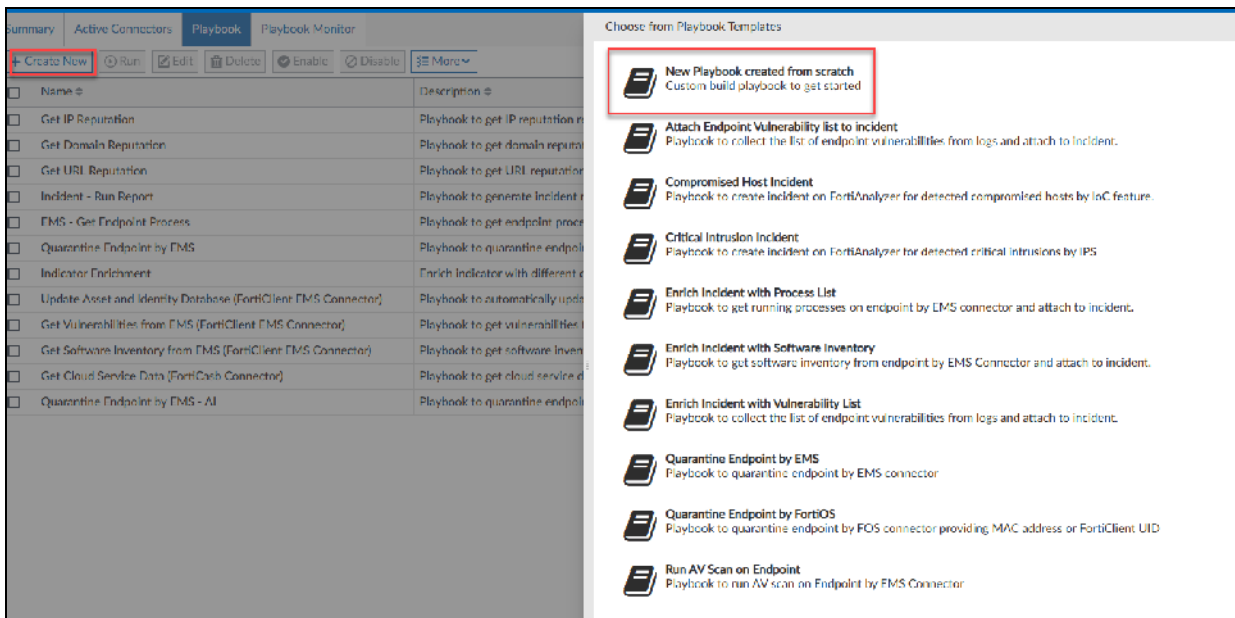 Summary Active Connectors Playbook Playbook Monitor
+ Create New Run Edit Delete Enable Disable More
Name Description
Get IP Reputation Playbook to get IP reputation
Get Domain Reputation Playbook to get domain
Get URL Reputation Playbook to get URL reputation
Incident - Run Report Playbook to generate incident
EMS - Get Endpoint Process Playbook to get endpoint
Quarantine Endpoint by EMS Playbook to quarantine
Indicator Enrichment Enrich indicator with different
Update Asset and Identity Database (FortiClient EMS Connector) Playbook to automatically
Get Vulnerabilities from EMS (FortiClient EMS Connector) Playbook to get vulnerabilities
Get Software Inventory from EMS (FortiClient EMS Connector) Playbook to get software
Get Cloud Service Data (FortiCasb Connector) Playbook to get cloud service
Quarantine Endpoint by EMS - AI Playbook to quarantine
Choose from Playbook Templates
New Playbook created from scratch
Custom build playbook to get started
Attach Endpoint Vulnerability list to incident
Playbook to collect the list of endpoint vulnerabilities from logs and attach to incident.
Compromised Host Incident
Playbook to create incident on FortiAnalyzer for detected compromised hosts by IoC feature.
Critical Intrusion Incident
Playbook to create incident on FortiAnalyzer for detected critical intrusions by IPS
Enrich Incident with Process List
Playbook to get running processes on endpoint by EMS connector and attach to incident.
Enrich Incident with Software Inventory
Playbook to get software inventory from endpoint by EMS Connector and attach to incident.
Enrich Incident with Vulnerability List
Playbook to collect the list of endpoint vulnerabilities from logs and attach to incident.
Quarantine Endpoint by EMS
Playbook to quarantine endpoint by EMS connector
Quarantine Endpoint by FortiOS
Playbook to quarantine endpoint by FOS connector providing MAC address or FortiClient UID
Run AV Scan on Endpoint
Playbook to run AV scan on Endpoint by EMS Connector